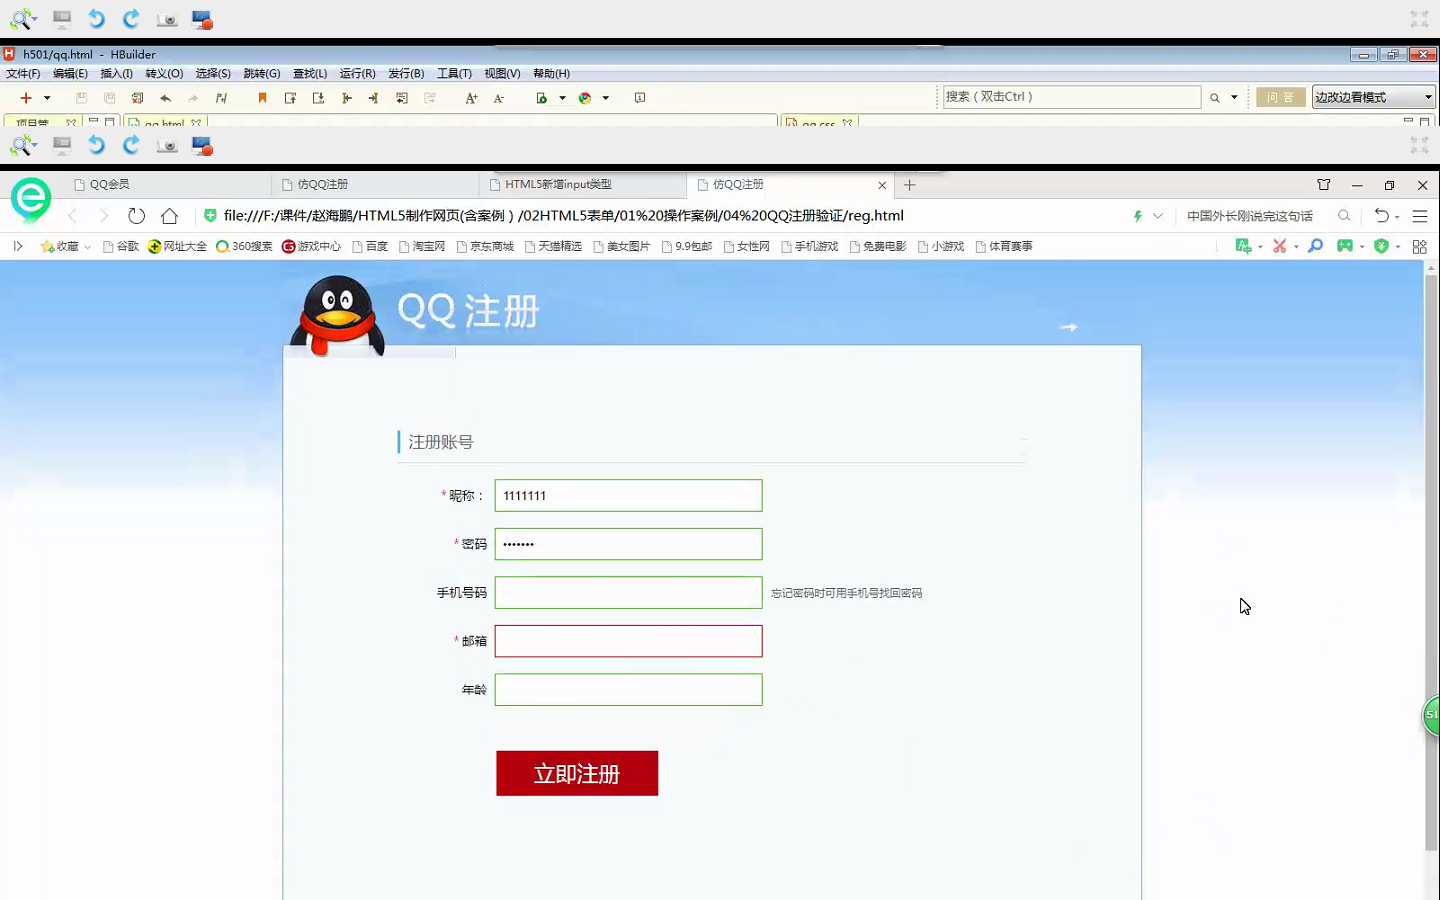 h501/qq.html - HBuilder
文件(F) 编辑(E) 插入(I) 转义(O) 选择(S) 跳转(G) 查找(L) 运行(R) 发行(B) 工具(T) 视图(V) 帮助(H)
搜索（双击Ctrl） 问 答 边改边看模式
qq.html qq.css
QQ会员 仿QQ注册 HTML5新增input类型 仿QQ注册
file:///F:/课件/赵海鹏/HTML5制作网页(含案例）/02HTML5表单/01%20操作案例/04%20QQ注册验证/reg.html 中国外长刚说完这句话
收藏 谷歌 网址大全 360搜索 游戏中心 百度 淘宝网 京东商城 天猫精选 美女图片 9.9包邮 女性网 手机游戏 免费电影 小游戏 体育赛事
QQ 注册
注册账号
*昵称： 1111111
*密码 •••••••
手机号码 忘记密码时可用手机号找回密码
*邮箱
年龄
51
立即注册